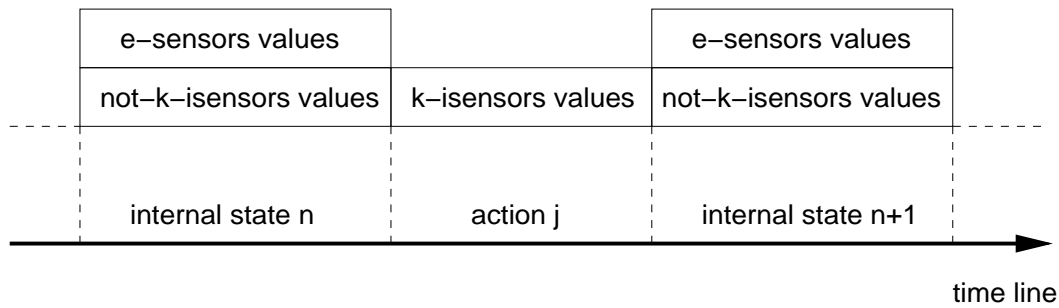 e−sensors values e−sensors values
not−k−isensors values k−isensors values not−k−isensors values
internal state n action j internal state n+1
time line